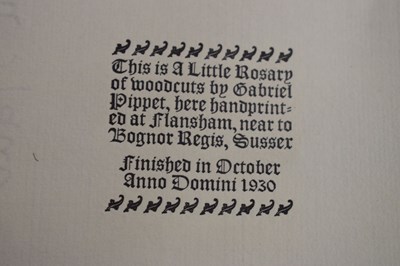 This is A Little Rosary
of woodcuts by Gabriel
Pippet, here handprint-
ed at Flansham, near to
Bognor Regis, Sussex
Finished in October
Anno Domini 1930